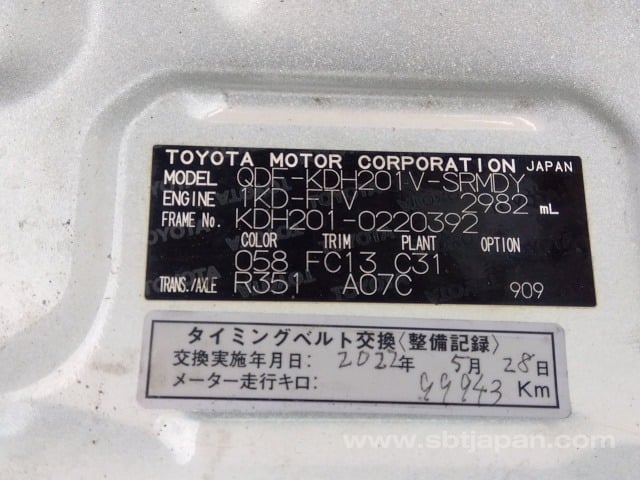 TOYOTA MOTOR CORPORATION JAPAN
MODEL QDF-KDH201V-SRMDY
ENGINE 1KD-FTV 2982 mL
FRAME No. KDH201-0220392
COLOR TRIM PLANT OPTION
058 FC13 C31
TRANS./AXLE R351 A07C 909
タイミングベルト交換〈整備記録〉
交換実施年月日: 2022年 5月 28日
メーター走行キロ: 99943 Km
www.sbtjapan.com